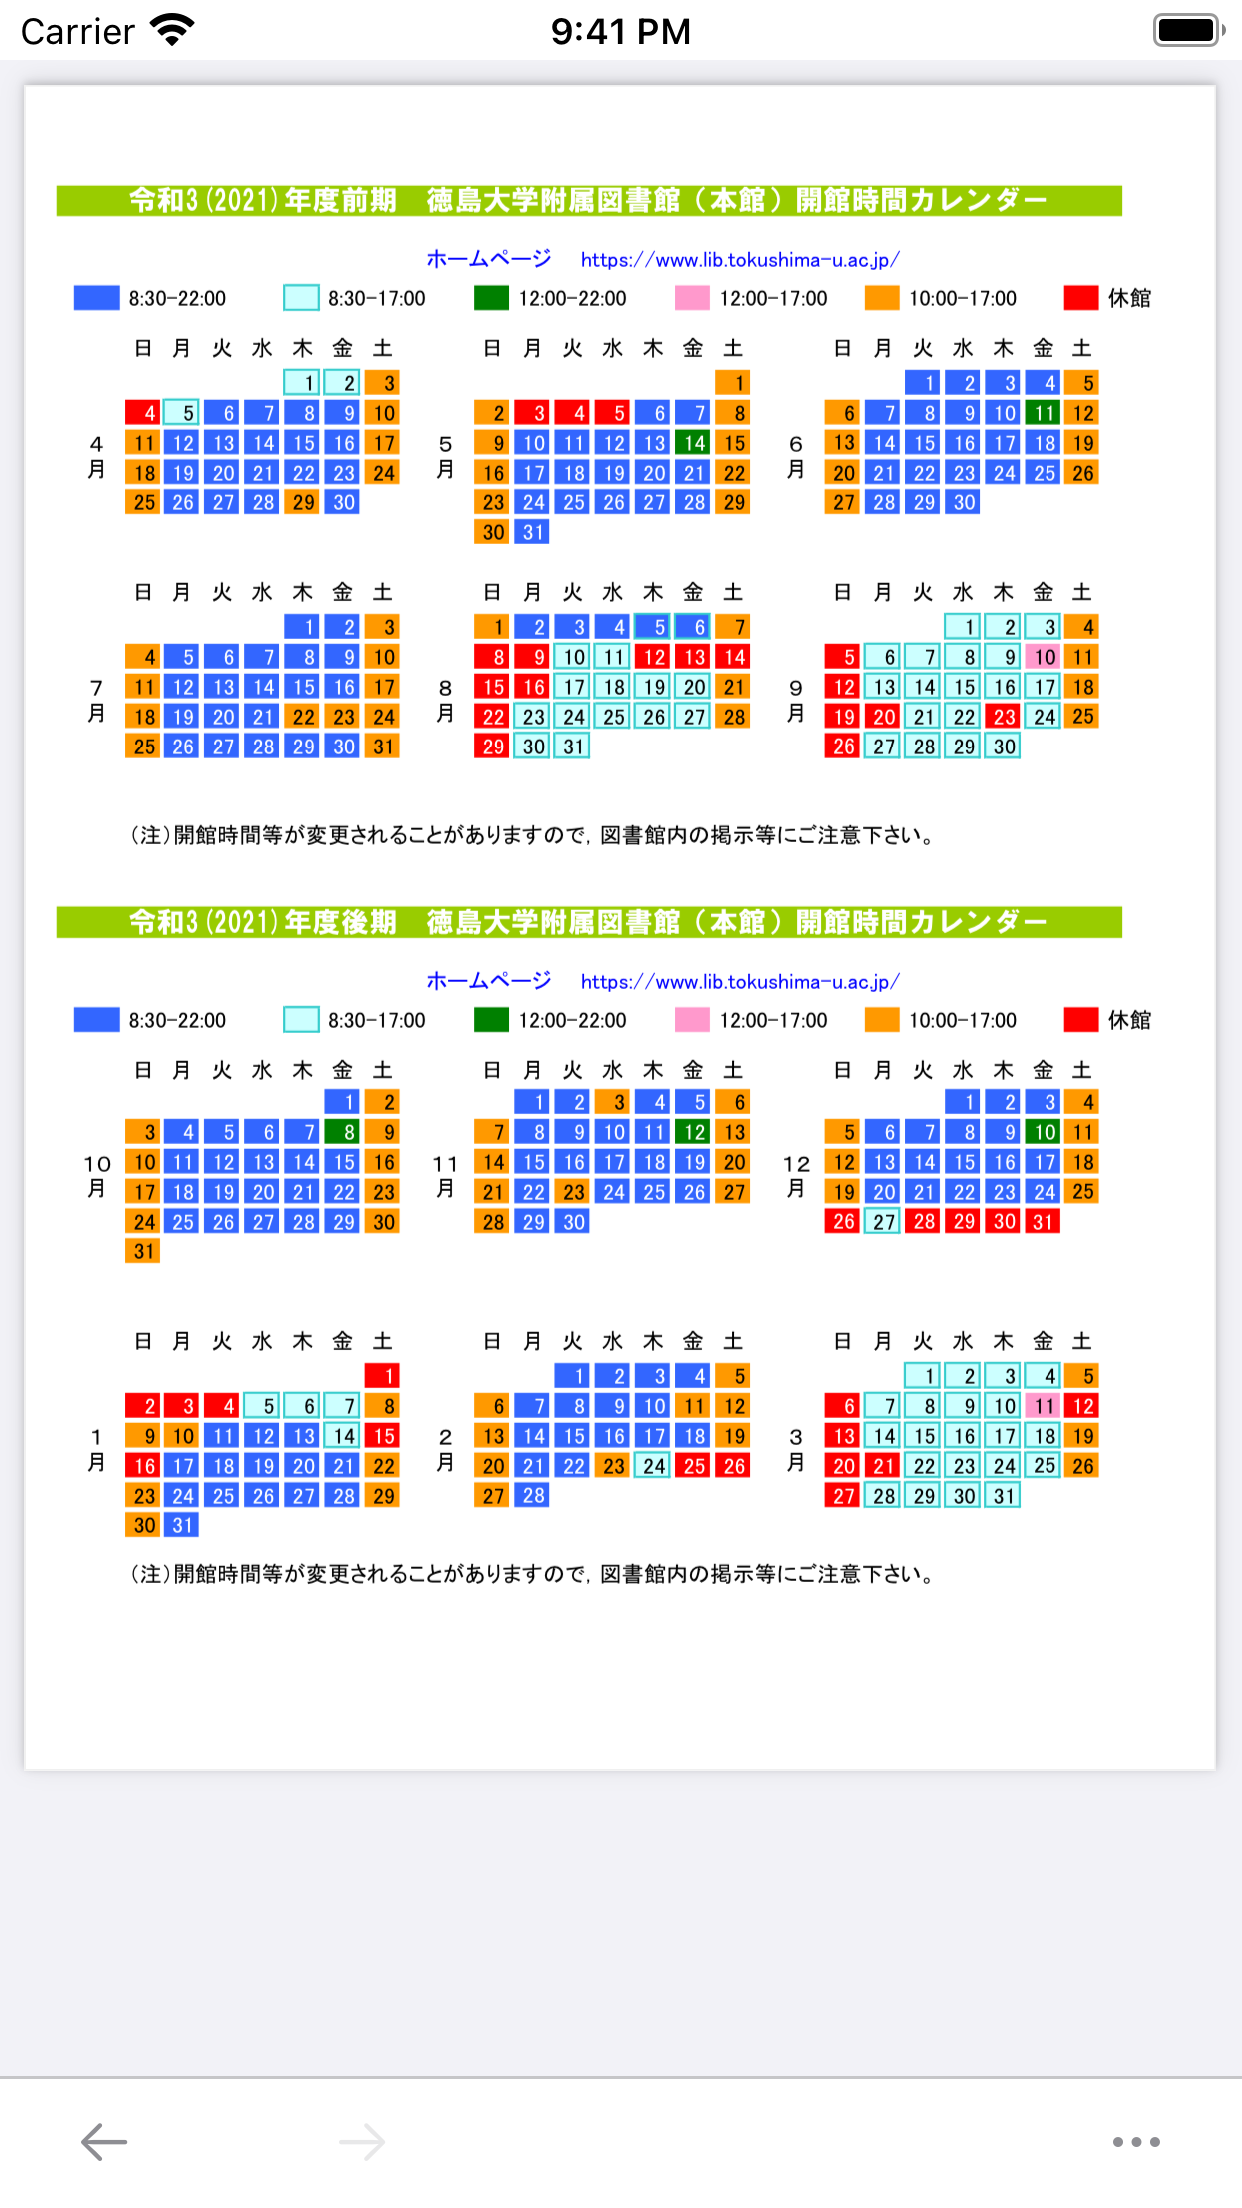 Carrier 9:41 PM
令和3(2021)年度前期　徳島大学附属図書館（本館）開館時間カレンダー
ホームページ　https://www.lib.tokushima-u.ac.jp/
8:30-22:00 8:30-17:00 12:00-22:00 12:00-17:00 10:00-17:00 休館
4月
日 月 火 水 木 金 土
1 2 3
4 5 6 7 8 9 10
11 12 13 14 15 16 17
18 19 20 21 22 23 24
25 26 27 28 29 30
5月
日 月 火 水 木 金 土
1
2 3 4 5 6 7 8
9 10 11 12 13 14 15
16 17 18 19 20 21 22
23 24 25 26 27 28 29
30 31
6月
日 月 火 水 木 金 土
1 2 3 4 5
6 7 8 9 10 11 12
13 14 15 16 17 18 19
20 21 22 23 24 25 26
27 28 29 30
7月
日 月 火 水 木 金 土
1 2 3
4 5 6 7 8 9 10
11 12 13 14 15 16 17
18 19 20 21 22 23 24
25 26 27 28 29 30 31
8月
日 月 火 水 木 金 土
1 2 3 4 5 6 7
8 9 10 11 12 13 14
15 16 17 18 19 20 21
22 23 24 25 26 27 28
29 30 31
9月
日 月 火 水 木 金 土
1 2 3 4
5 6 7 8 9 10 11
12 13 14 15 16 17 18
19 20 21 22 23 24 25
26 27 28 29 30
（注）開館時間等が変更されることがありますので，図書館内の掲示等にご注意下さい。
令和3(2021)年度後期　徳島大学附属図書館（本館）開館時間カレンダー
ホームページ　https://www.lib.tokushima-u.ac.jp/
8:30-22:00 8:30-17:00 12:00-22:00 12:00-17:00 10:00-17:00 休館
10月
日 月 火 水 木 金 土
1 2
3 4 5 6 7 8 9
10 11 12 13 14 15 16
17 18 19 20 21 22 23
24 25 26 27 28 29 30
31
11月
日 月 火 水 木 金 土
1 2 3 4 5 6
7 8 9 10 11 12 13
14 15 16 17 18 19 20
21 22 23 24 25 26 27
28 29 30
12月
日 月 火 水 木 金 土
1 2 3 4
5 6 7 8 9 10 11
12 13 14 15 16 17 18
19 20 21 22 23 24 25
26 27 28 29 30 31
1月
日 月 火 水 木 金 土
1
2 3 4 5 6 7 8
9 10 11 12 13 14 15
16 17 18 19 20 21 22
23 24 25 26 27 28 29
30 31
2月
日 月 火 水 木 金 土
1 2 3 4 5
6 7 8 9 10 11 12
13 14 15 16 17 18 19
20 21 22 23 24 25 26
27 28
3月
日 月 火 水 木 金 土
1 2 3 4 5
6 7 8 9 10 11 12
13 14 15 16 17 18 19
20 21 22 23 24 25 26
27 28 29 30 31
（注）開館時間等が変更されることがありますので，図書館内の掲示等にご注意下さい。